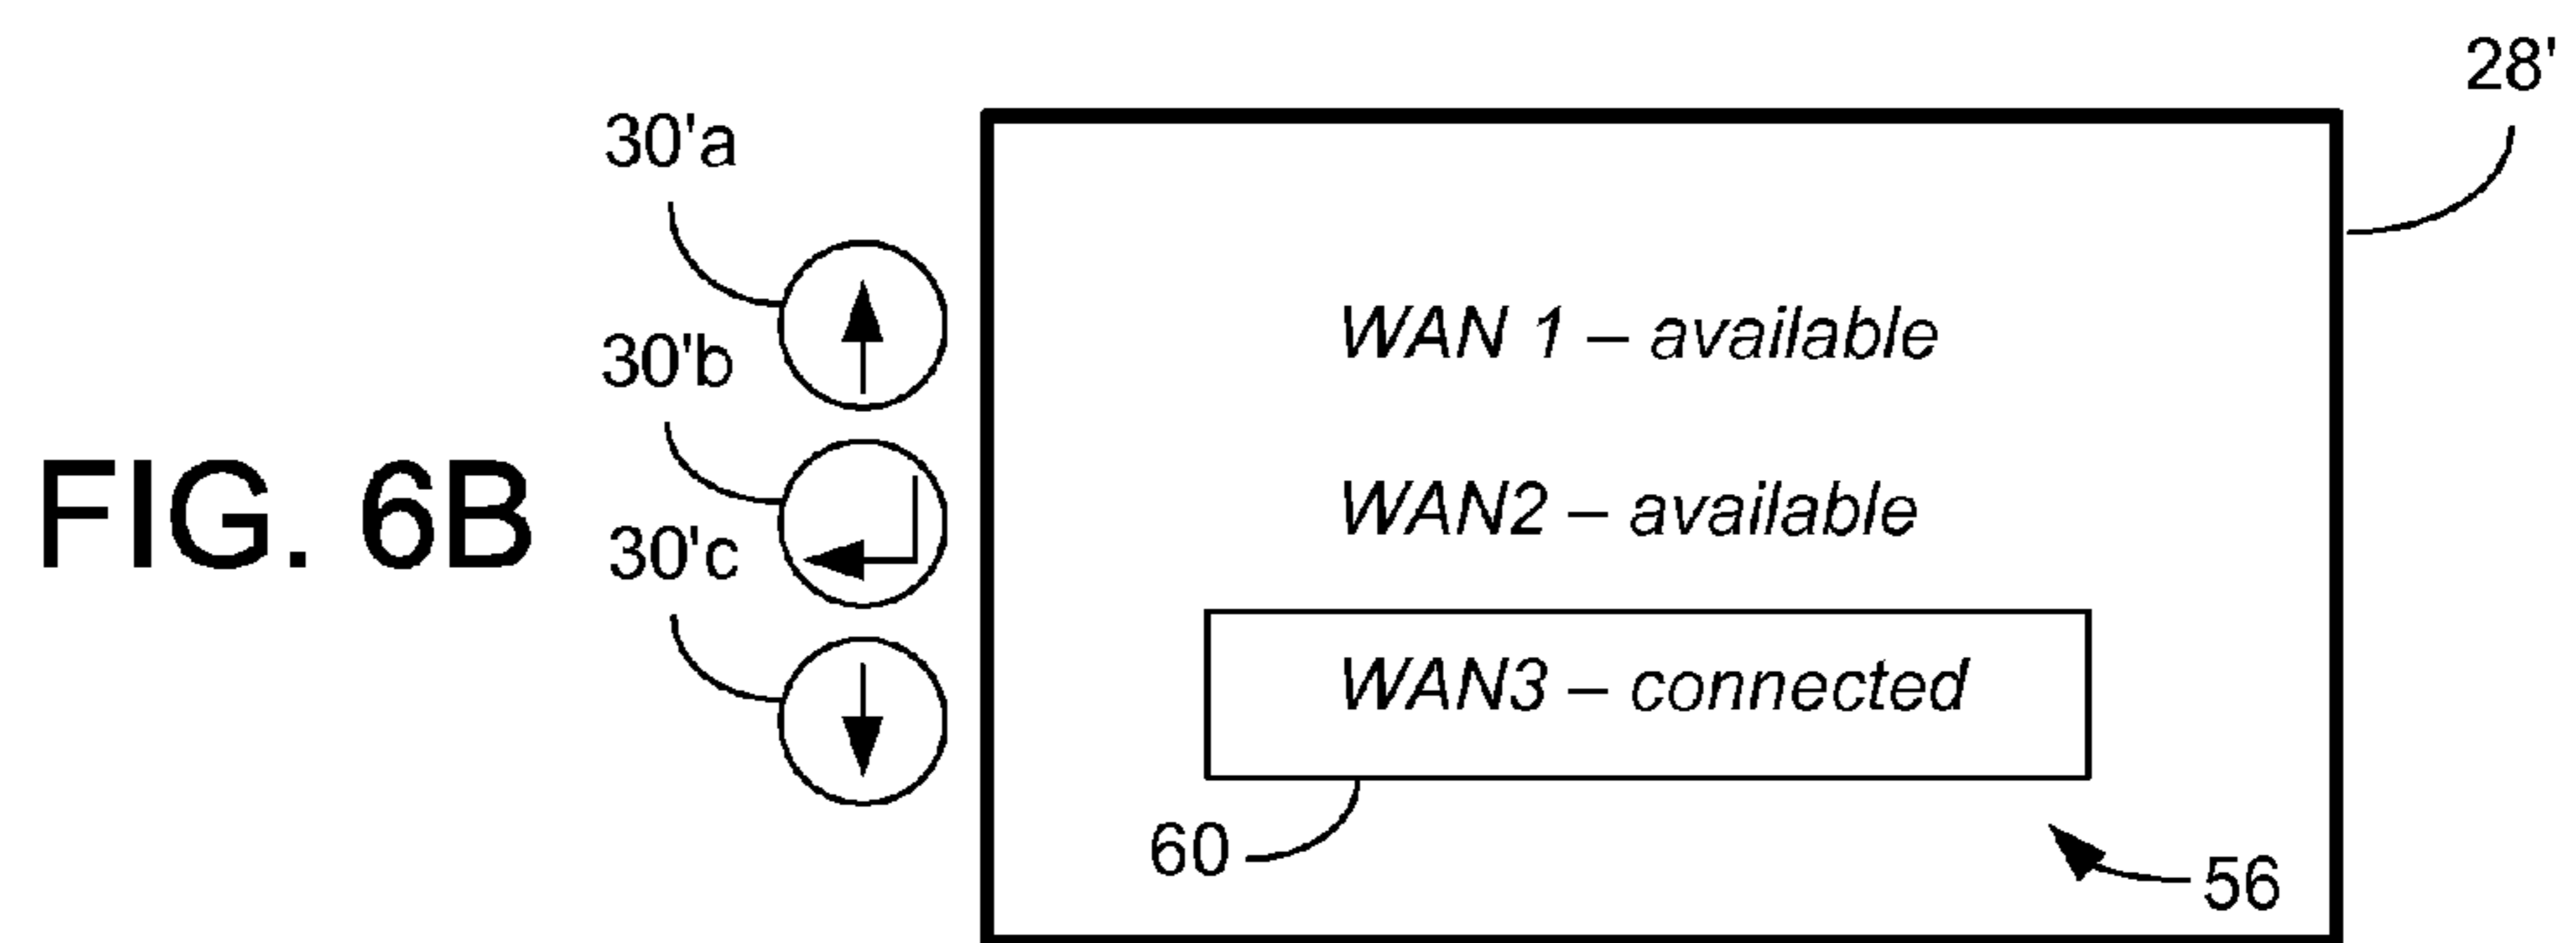 28'
30'a
WAN 1 – available
30'b
FIG. 6B
WAN2 – available
30'c
WAN3 – connected
60
56